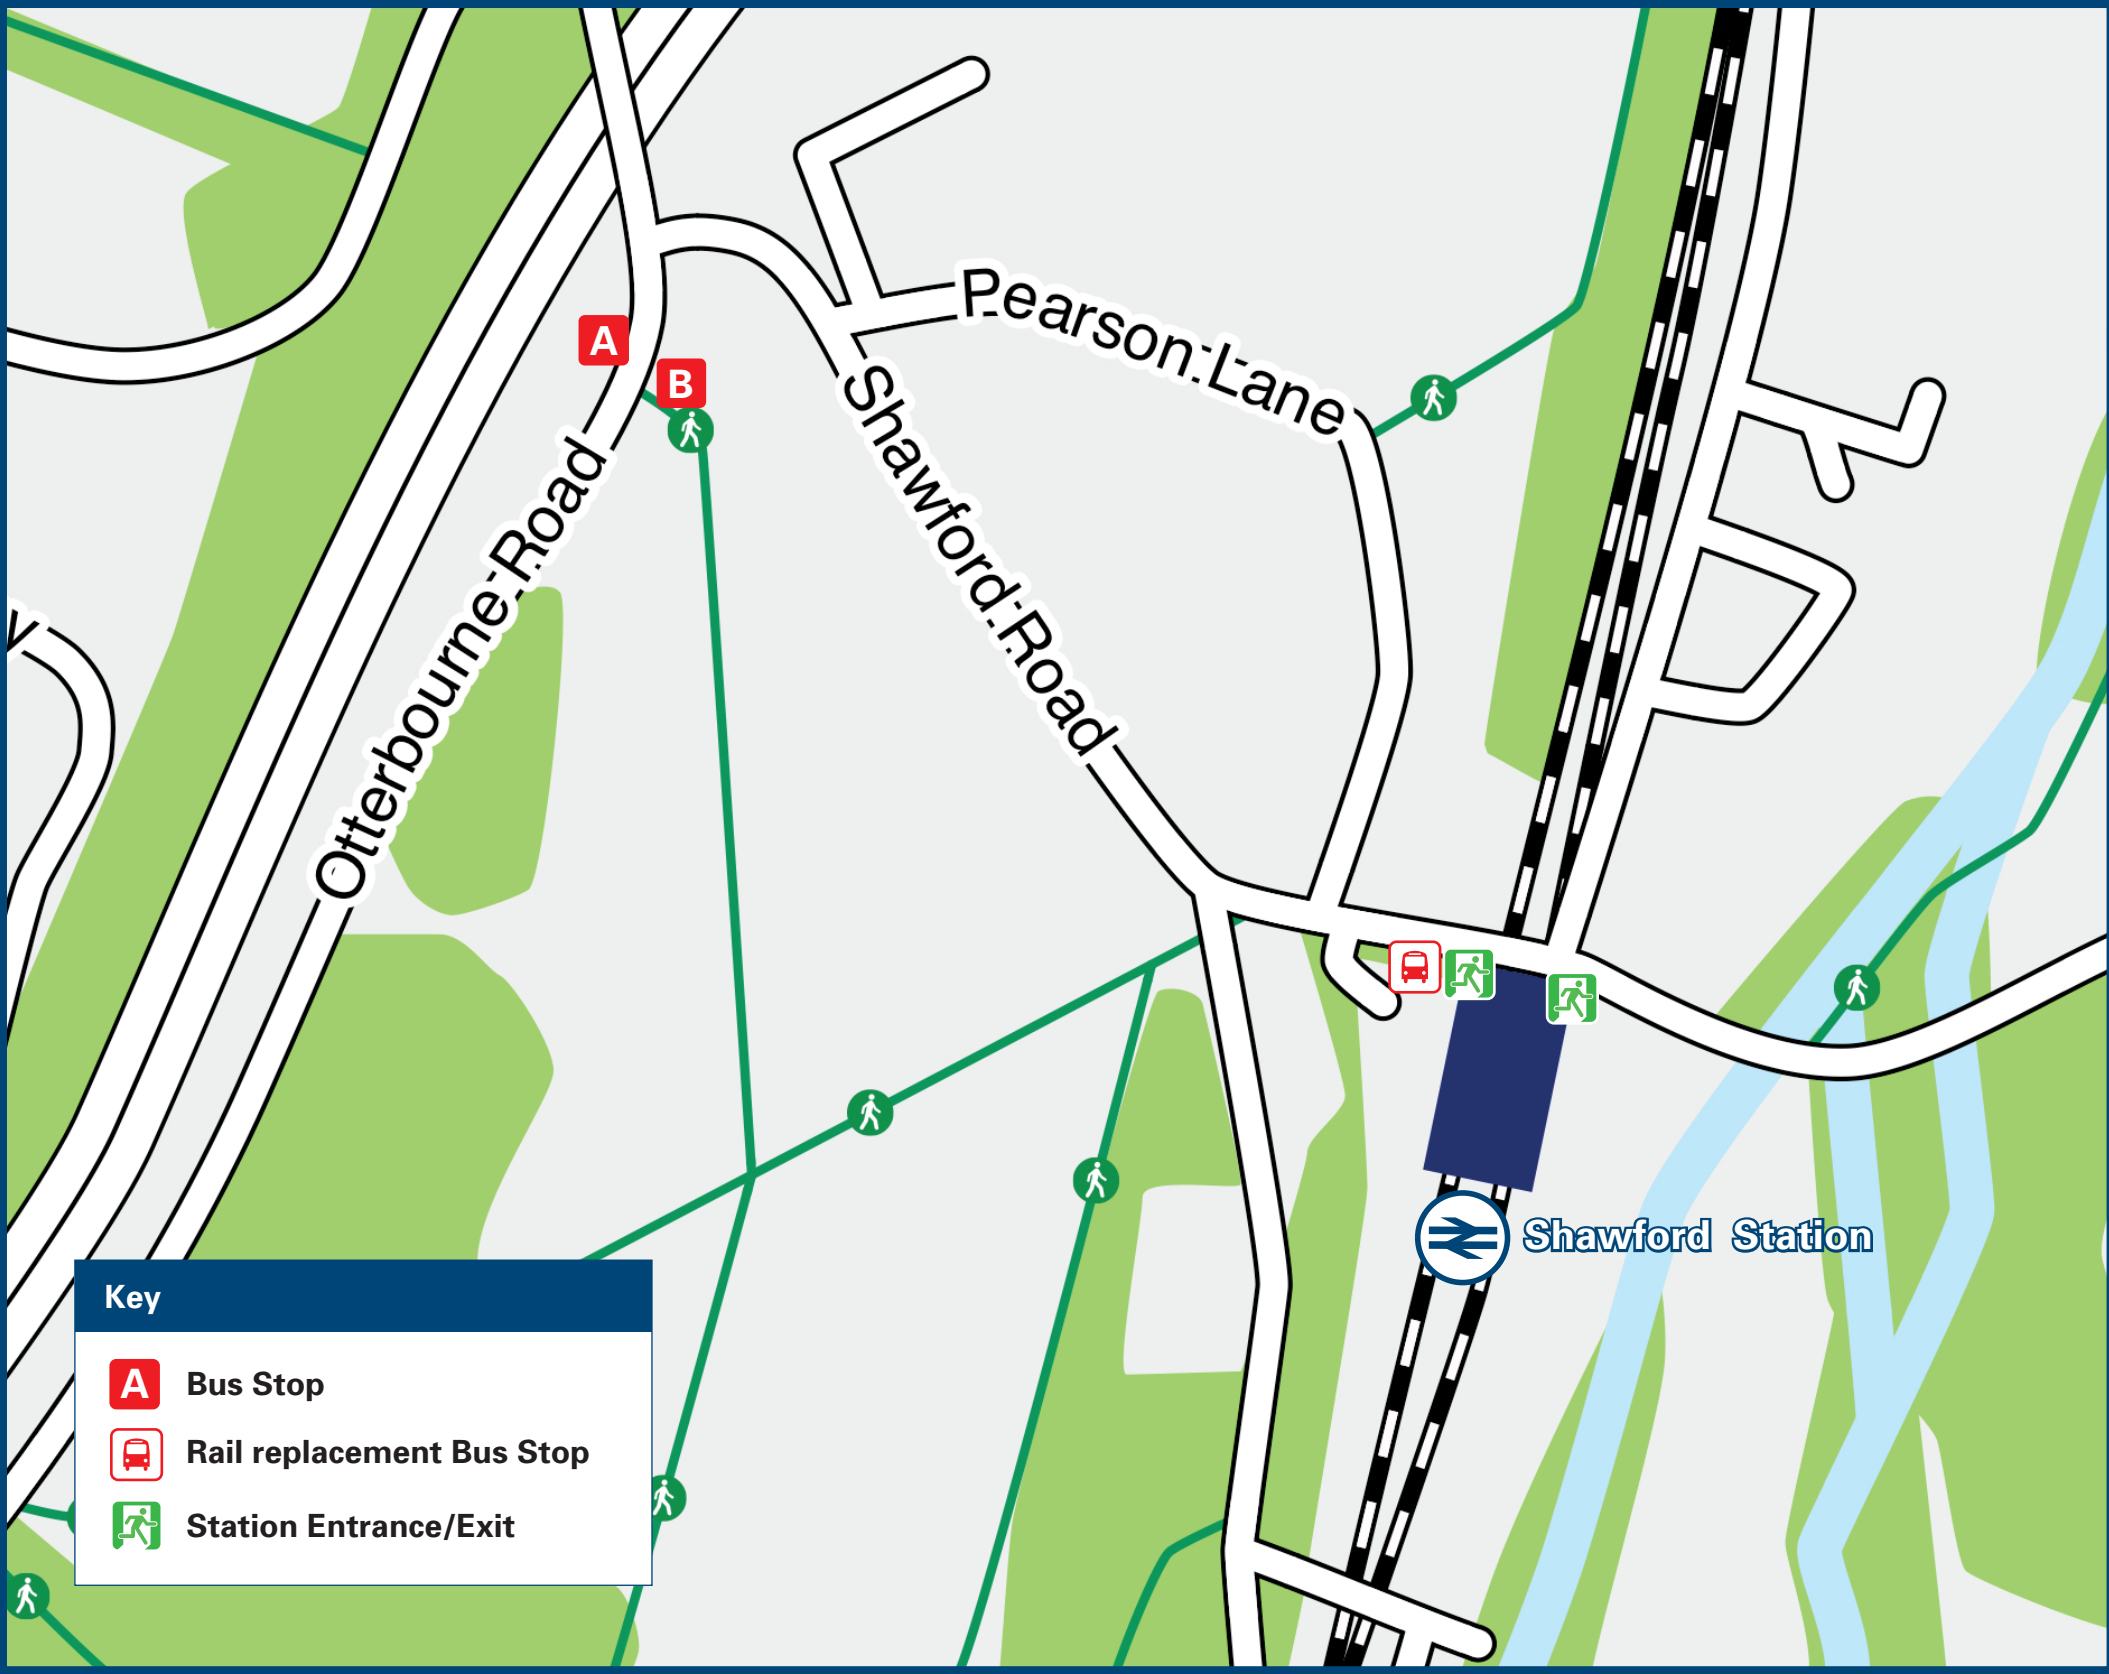 A
B
Pearson Lane
Shawford Road
Otterbourne Road
y
Shawford Station
Key
A Bus Stop
Rail replacement Bus Stop
Station Entrance/Exit